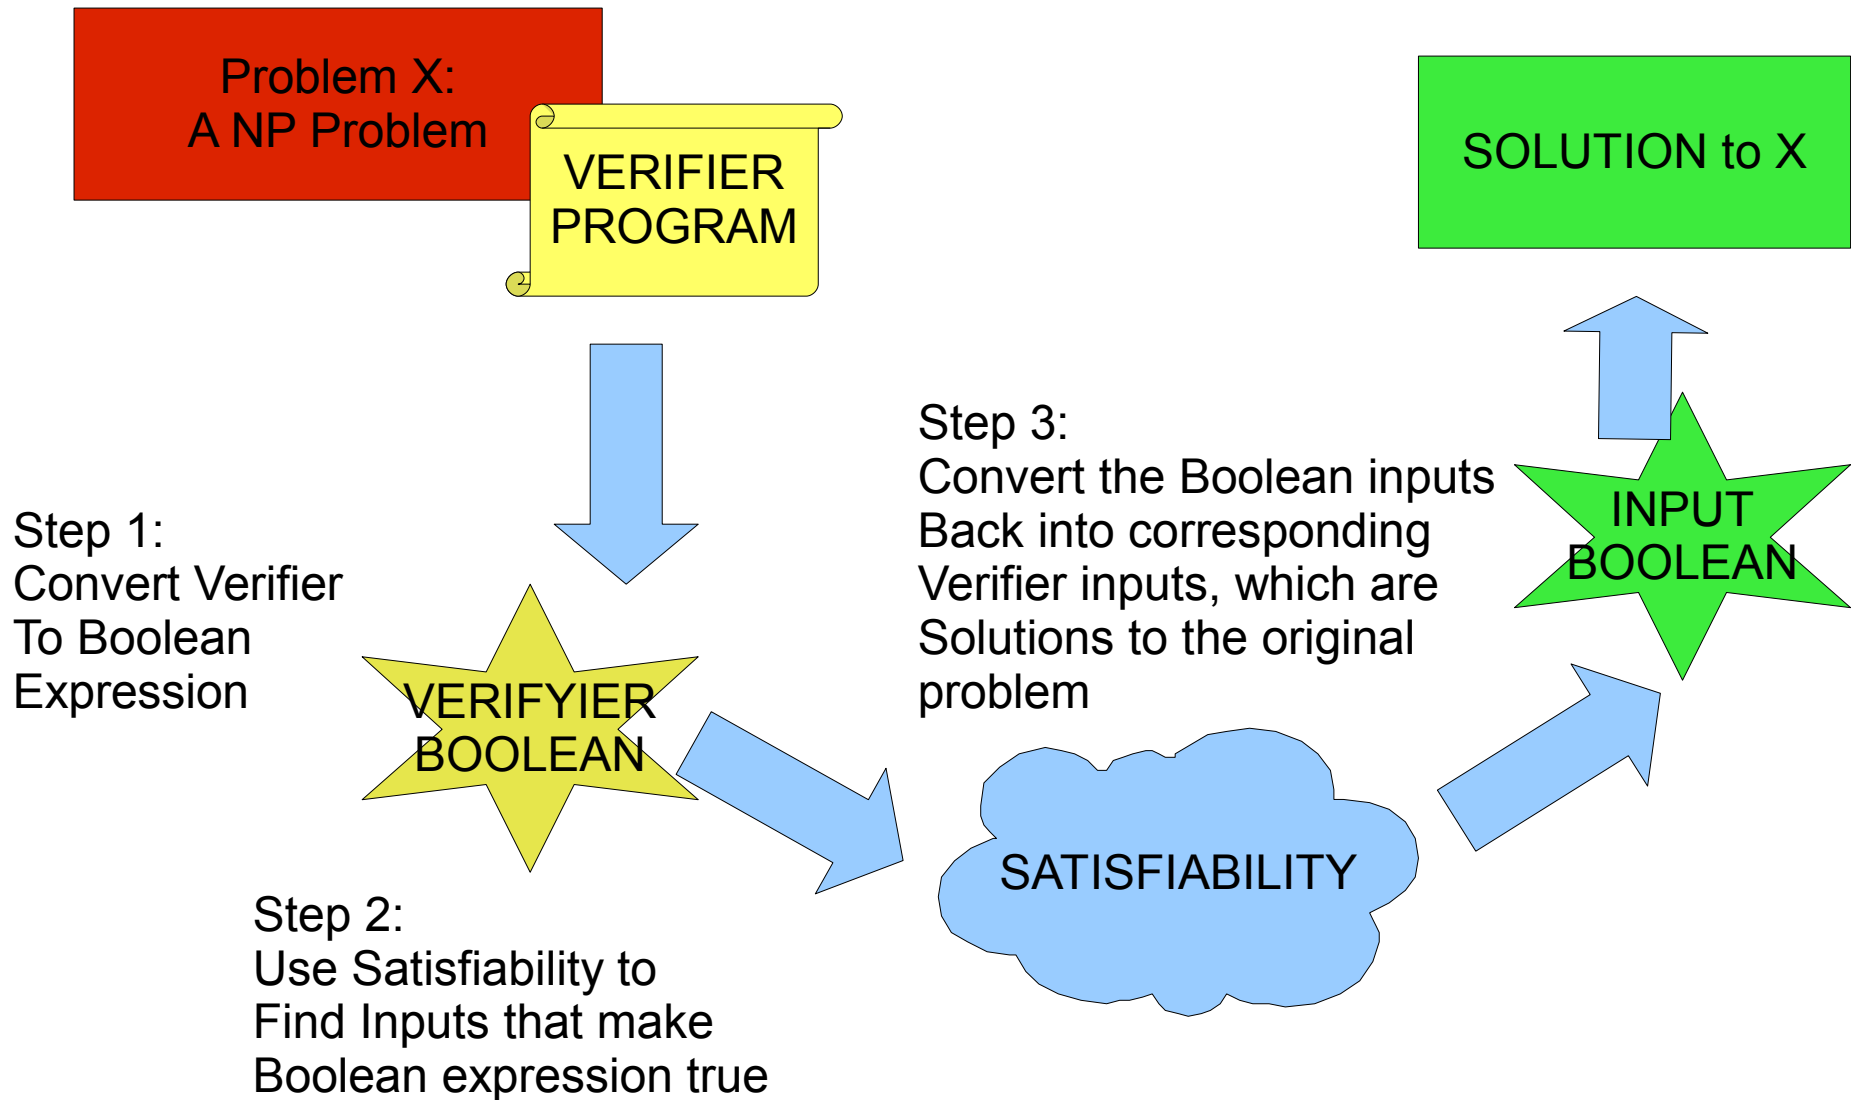 Problem X:
A NP Problem
VERIFIER
PROGRAM
SOLUTION to X
Step 1:
Convert Verifier
To Boolean
Expression
VERIFYIER
BOOLEAN
Step 2:
Use Satisfiability to
Find Inputs that make
Boolean expression true
SATISFIABILITY
Step 3:
Convert the Boolean inputs
Back into corresponding
Verifier inputs, which are
Solutions to the original
problem
INPUT
BOOLEAN